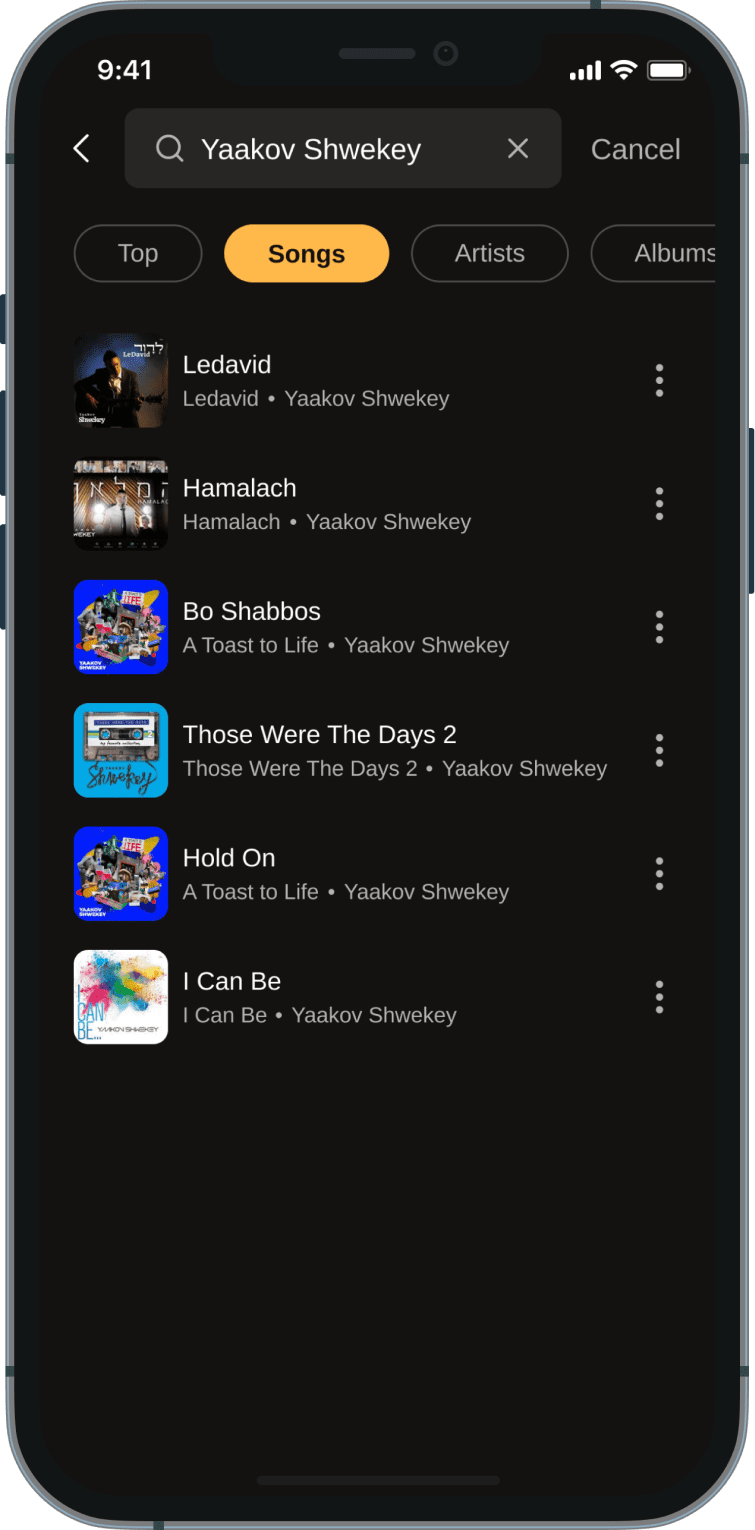 9:41
Yaakov Shwekey
Cancel
Top
Songs
Artists
Albums
לְדָוִד
LeDavid
Shwekey
Ledavid
Ledavid • Yaakov Shwekey
HAMALAC
WEKEY
Hamalach
Hamalach • Yaakov Shwekey
LIFE
YAAKOV
SHWEKEY
Bo Shabbos
A Toast to Life • Yaakov Shwekey
Shwekey
Those Were The Days 2
Those Were The Days 2 • Yaakov Shwekey
LIFE
YAAKOV
SHWEKEY
Hold On
A Toast to Life • Yaakov Shwekey
I
CAN
BE...
YAAKOV SHWEKEY
I Can Be
I Can Be • Yaakov Shwekey